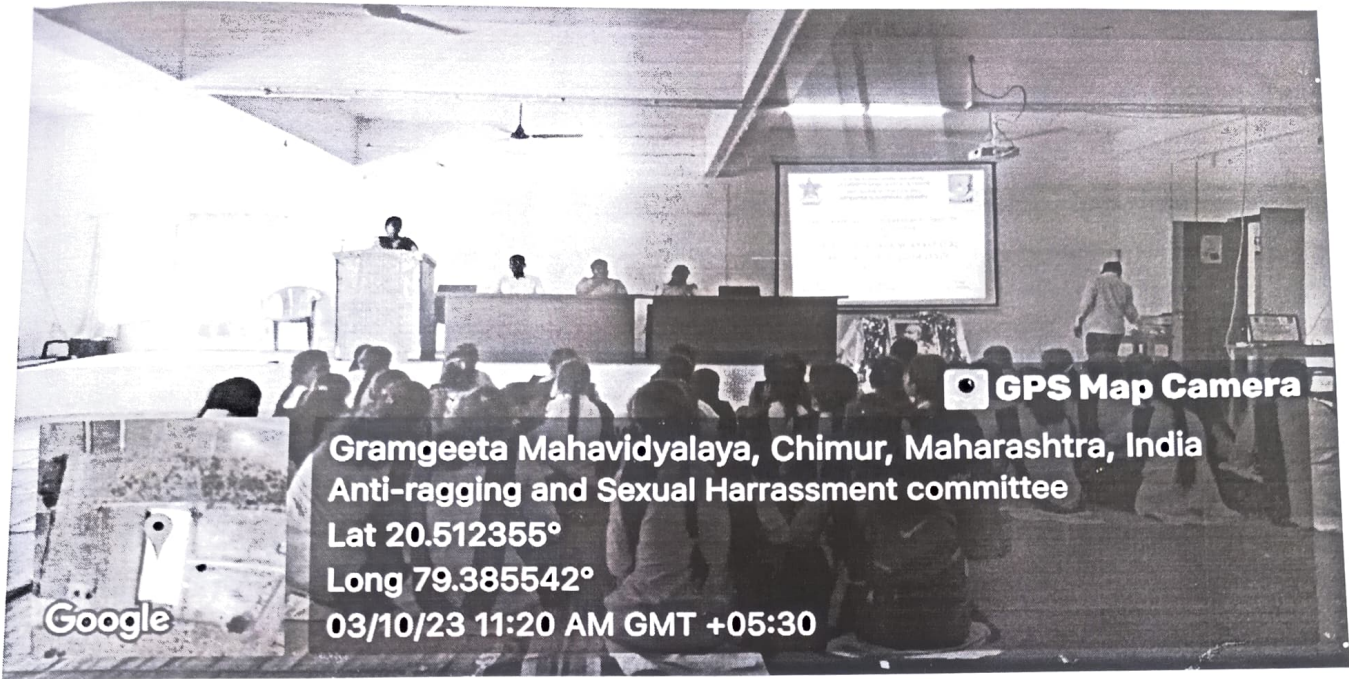 GPS Map Camera
Gramgeeta Mahavidyalaya, Chimur, Maharashtra, India
Anti-ragging and Sexual Harrassment committee
Lat 20.512355°
Long 79.385542°
03/10/23 11:20 AM GMT +05:30
Google